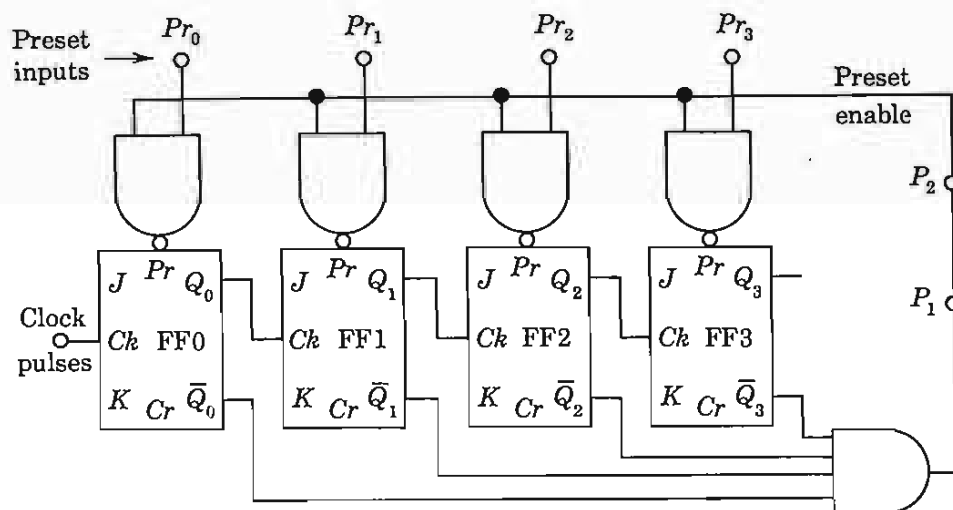 Preset
inputs
Pr₀
Pr₁
Pr₂
Pr₃
Preset
enable
P₂
P₁
J Pr Q₀
Ck FF0
K Cr Q̅₀
J Pr Q₁
Ck FF1
K Cr Q̅₁
J Pr Q₂
Ck FF2
K Cr Q̅₂
J Pr Q₃
Ck FF3
K Cr Q̅₃
Clock
pulses